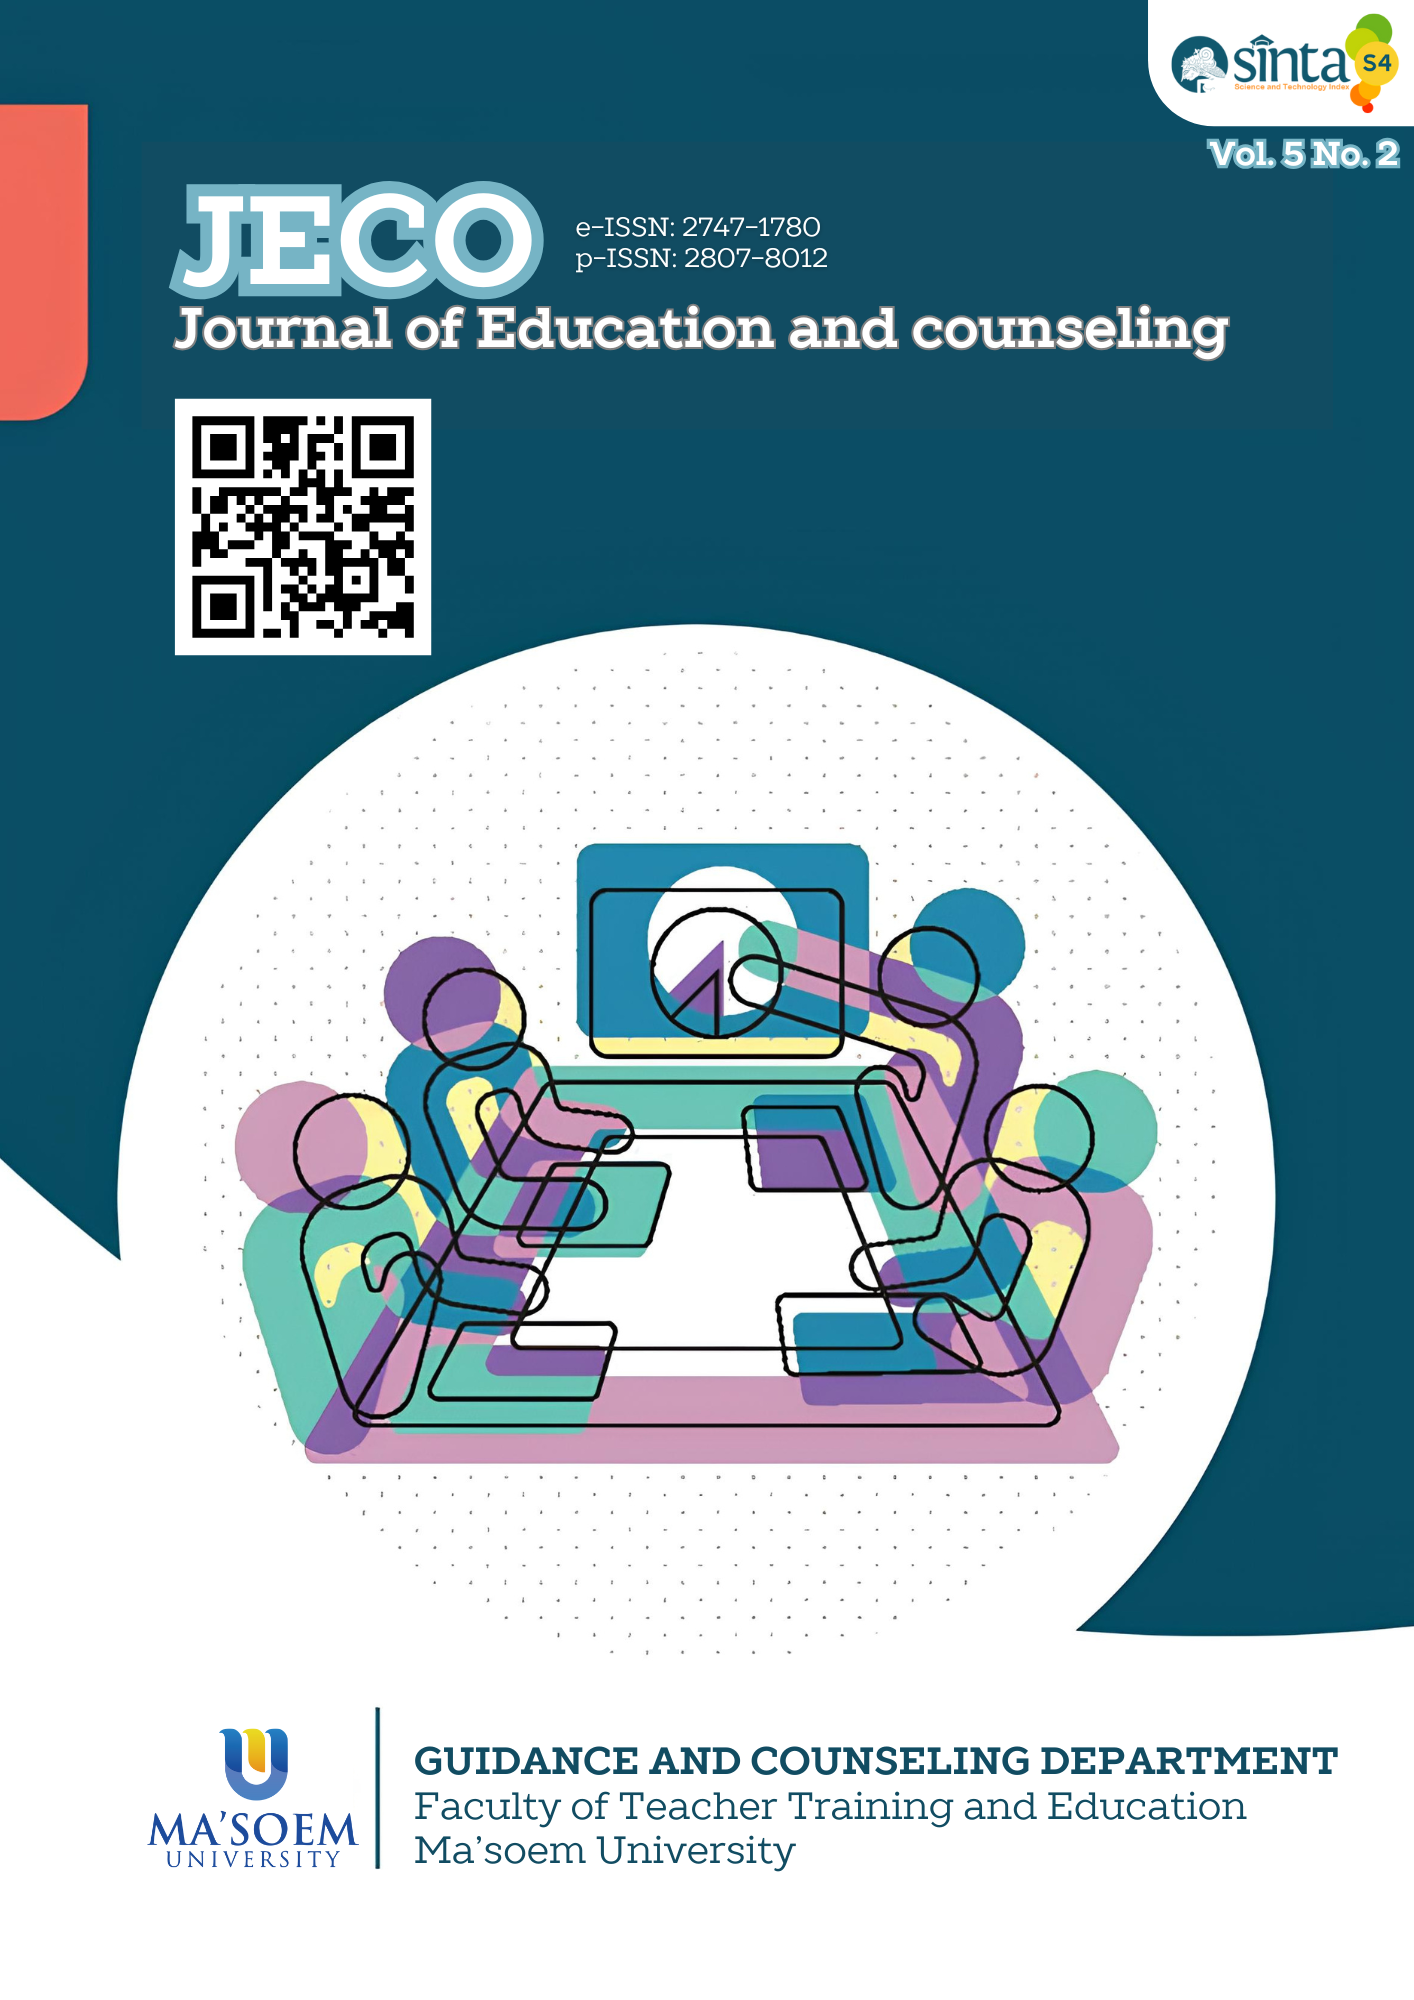 sinta
S4
Science and Technology Index
Vol. 5 No. 2
JECO
e-ISSN: 2747-1780
p-ISSN: 2807-8012
Journal of Education and counseling
MA'SOEM
UNIVERSITY
GUIDANCE AND COUNSELING DEPARTMENT
Faculty of Teacher Training and Education
Ma'soem University